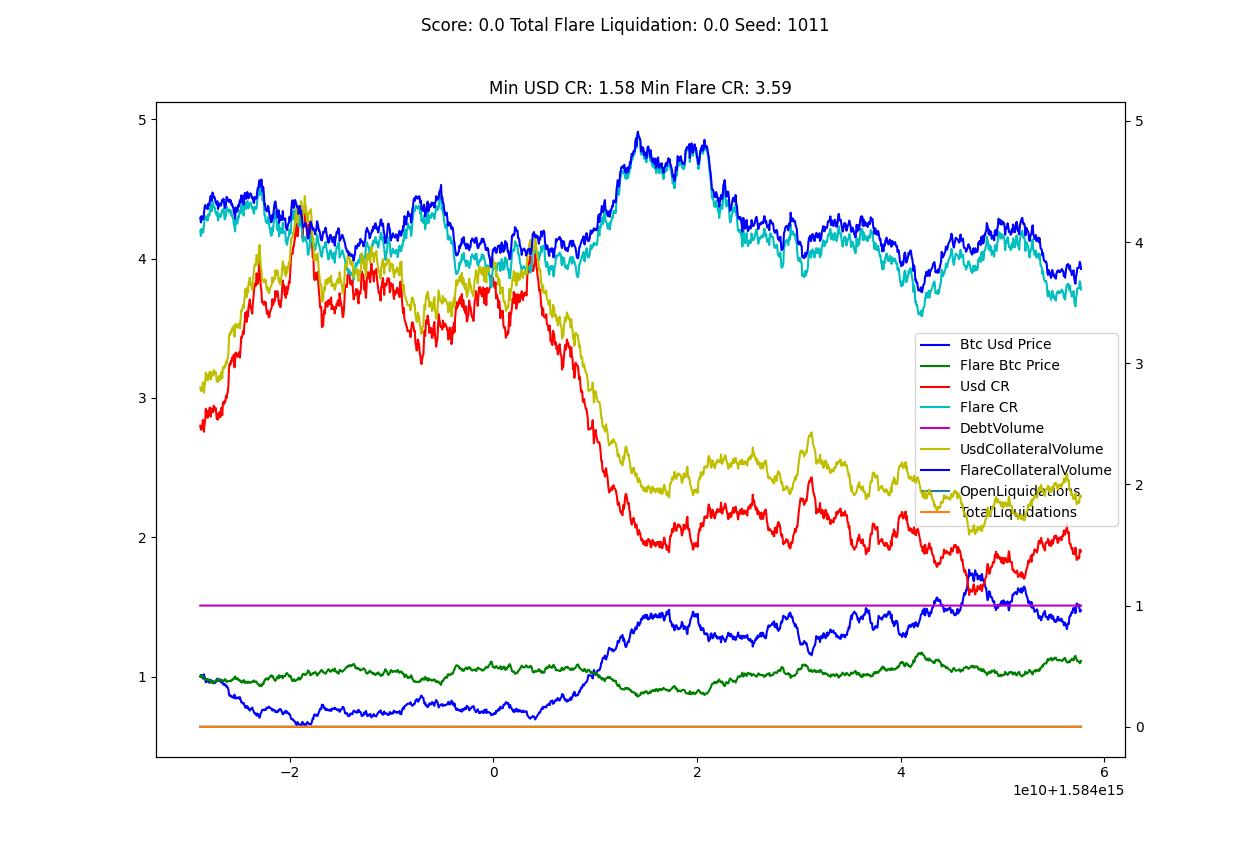 Score: 0.0 Total Flare Liquidation: 0.0 Seed: 1011
Min USD CR: 1.58 Min Flare CR: 3.59
5
4
3
2
1
5
4
3
2
1
0
Btc Usd Price
Flare Btc Price
Usd CR
Flare CR
DebtVolume
UsdCollateralVolume
FlareCollateralVolume
OpenLiquidations
TotalLiquidations
−2
0
2
4
6
1e10+1.584e15